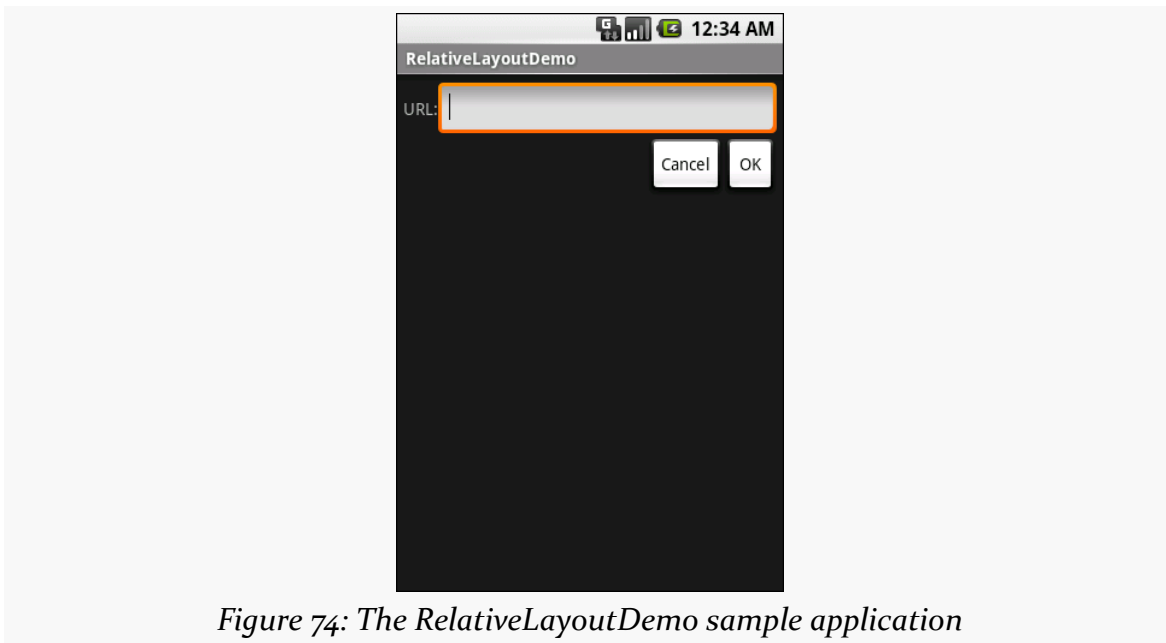 12:34 AM
RelativeLayoutDemo
URL:
Cancel OK
Figure 74: The RelativeLayoutDemo sample application